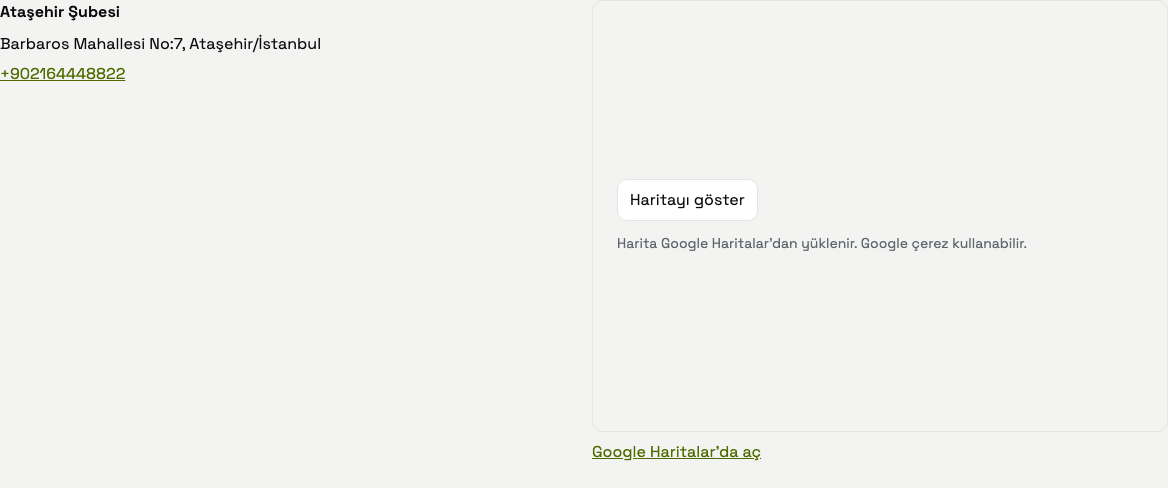 Ataşehir Şubesi
Barbaros Mahallesi No:7, Ataşehir/İstanbul
+902164448822
Haritayı göster
Harita Google Haritalar’dan yüklenir. Google çerez kullanabilir.
Google Haritalar’da aç